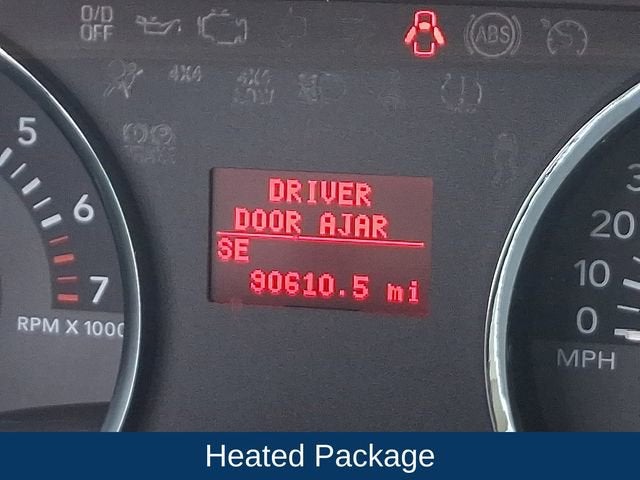 O/D
OFF
ABS
4X4
4X4
LOW
5
6
7
RPM X 1000
DRIVER
DOOR AJAR
SE
90610.5 mi
20
10
0
MPH
Heated Package